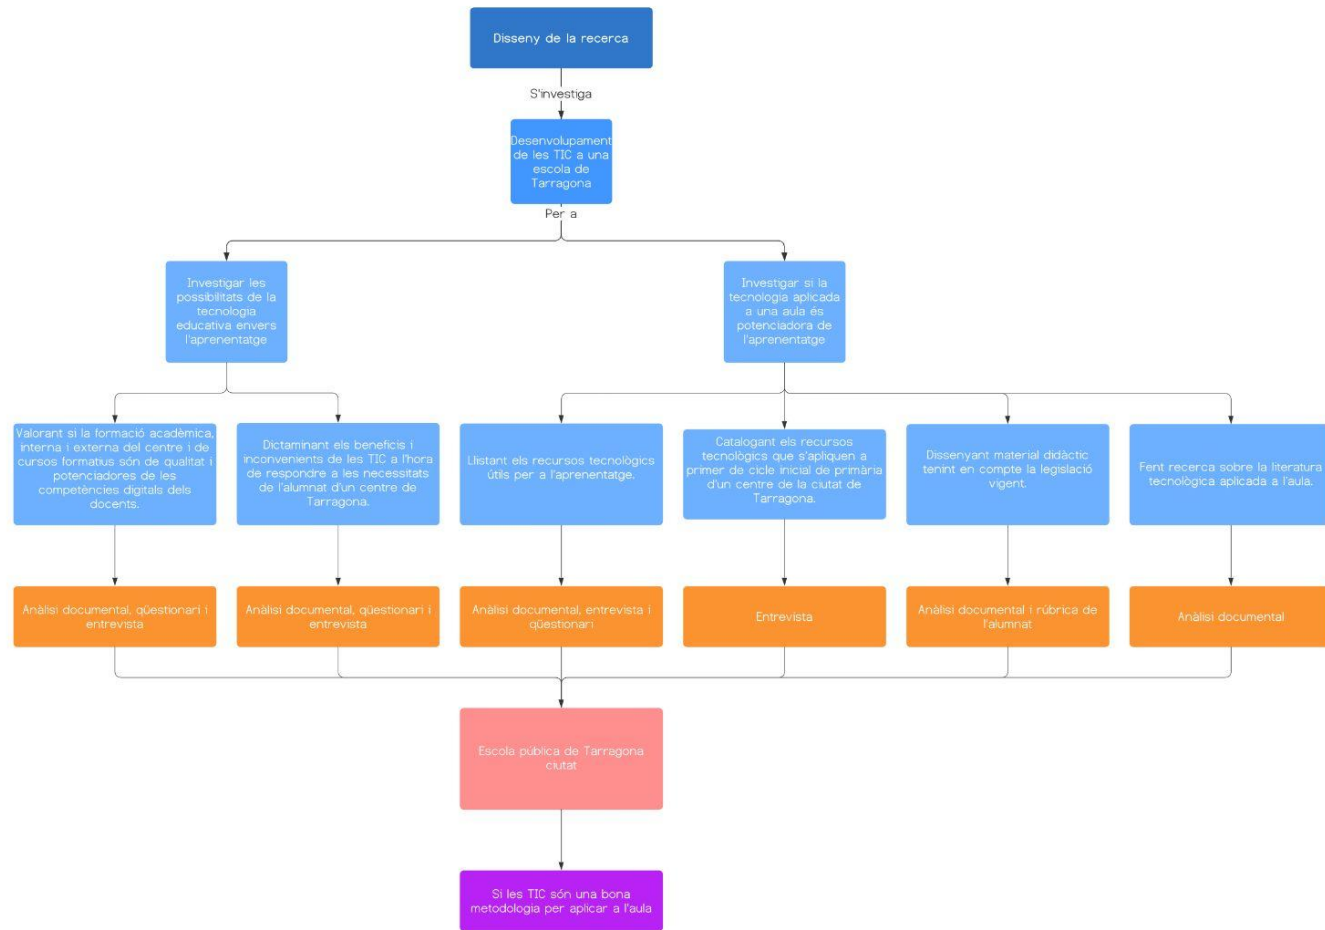 Disseny de la recerca
S'investiga
Desenvolupament
de les TIC a una
escola de
Tarragona
Per a
Investigar les
possibilitats de la
tecnologia
educativa envers
l'aprenentatge
Investigar si la
tecnologia aplicada
a una aula és
potenciadora de
l'aprenentatge
Valorant si la formació acadèmica,
interna i externa del centre i de
cursos formatius són de qualitat i
potenciadores de les
competències digitals dels
docents.
Dictaminant els beneficis i
inconvenients de les TIC a l'hora
de respondre a les necessitats
de l'alumnat d'un centre de
Tarragona.
Llistant els recursos tecnològics
útils per a l'aprenentatge.
Catalogant els recursos
tecnològics que s'apliquen a
primer de cicle inicial de primària
d'un centre de la ciutat de
Tarragona.
Dissenyant material didàctic
tenint en compte la legislació
vigent.
Fent recerca sobre la literatura
tecnològica aplicada a l'aula.
Anàlisi documental, qüestionari i
entrevista
Anàlisi documental, qüestionari i
entrevista
Anàlisi documental, entrevista i
qüestionari
Entrevista
Anàlisi documental i rúbrica de
l'alumnat
Anàlisi documental
Escola pública de Tarragona
ciutat
Si les TIC són una bona
metodologia per aplicar a l'aula